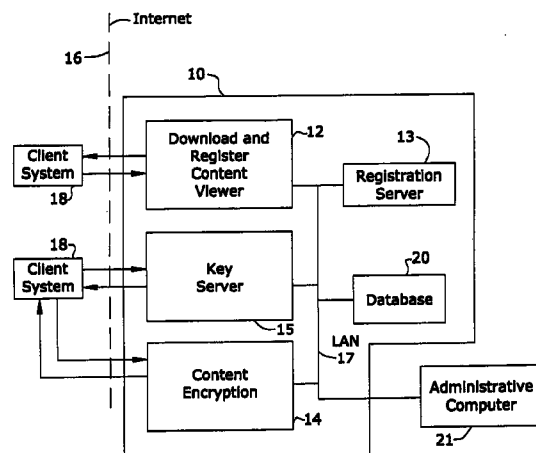 Internet
16
10
Download and
Register
Content
Viewer
12
13
Registration
Server
Client
System
18
18
Client
System
Key
Server
15
20
Database
LAN
17
Content
Encryption
14
Administrative
Computer
21